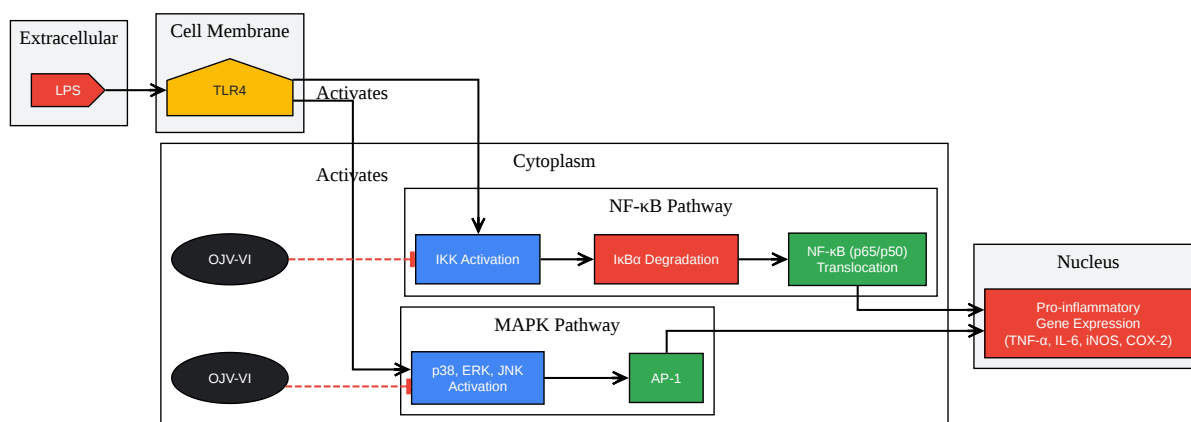 Extracellular
LPS
Cell Membrane
TLR4
Activates
Activates
Cytoplasm
NF-κB Pathway
OJV-VI
IKK Activation
IκBα Degradation
NF-κB (p65/p50)
Translocation
MAPK Pathway
OJV-VI
p38, ERK, JNK
Activation
AP-1
Nucleus
Pro-inflammatory
Gene Expression
(TNF-α, IL-6, iNOS, COX-2)